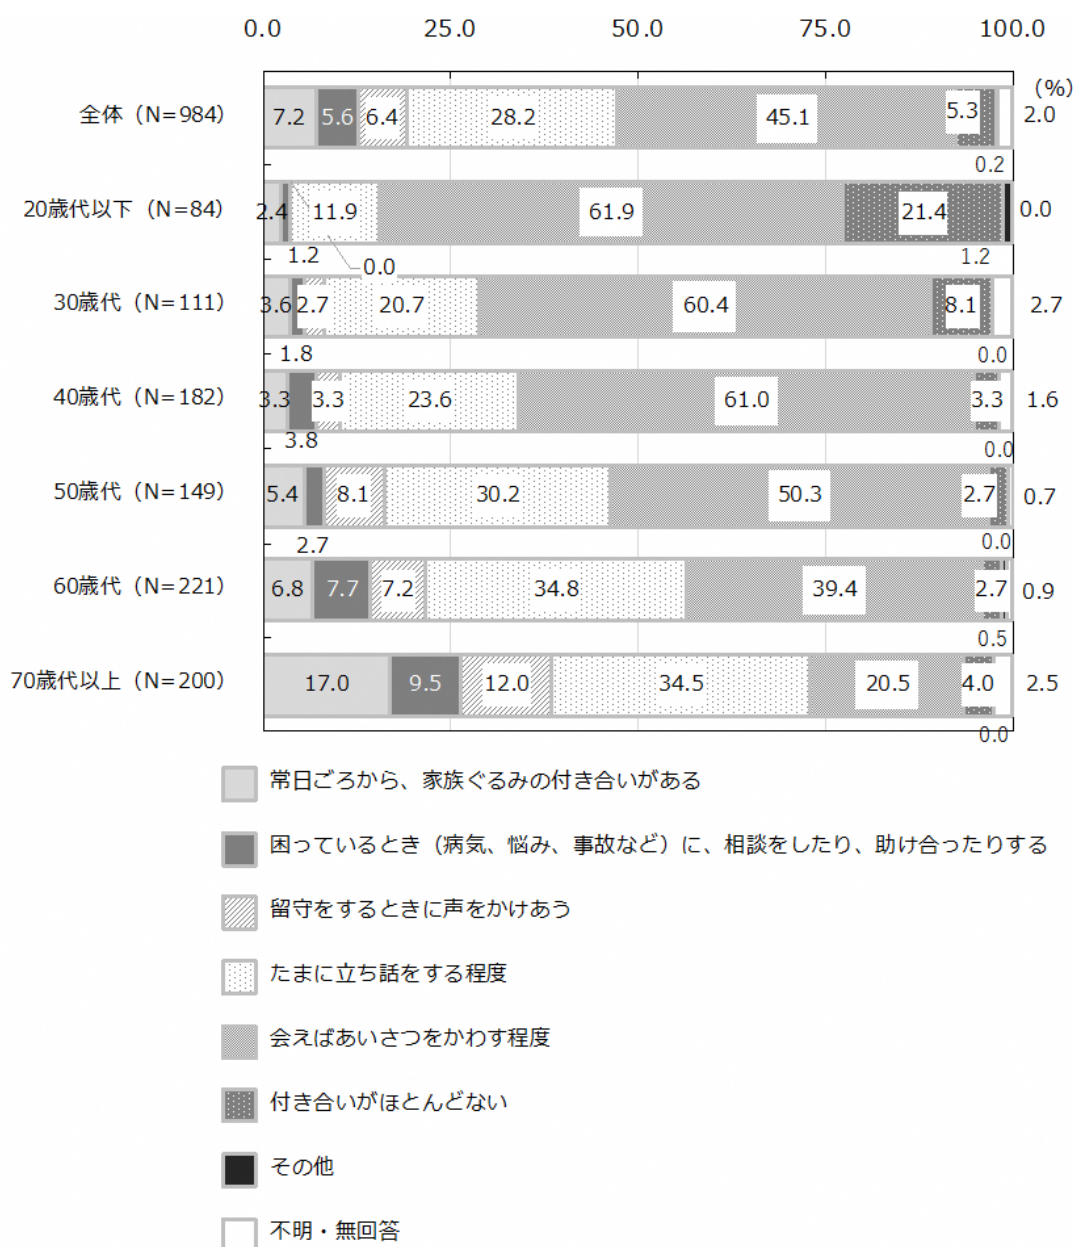 0.0 25.0 50.0 75.0 100.0
(%)
全体（N=984） 7.2 5.6 6.4 28.2 45.1 5.3 2.0
0.2
20歳代以下（N=84） 2.4 11.9 61.9 21.4 0.0
1.2 0.0 1.2
30歳代（N=111） 3.6 2.7 20.7 60.4 8.1 2.7
1.8 0.0
40歳代（N=182） 3.3 3.3 23.6 61.0 3.3 1.6
3.8 0.0
50歳代（N=149） 5.4 8.1 30.2 50.3 2.7 0.7
2.7 0.0
60歳代（N=221） 6.8 7.7 7.2 34.8 39.4 2.7 0.9
0.5
70歳代以上（N=200） 17.0 9.5 12.0 34.5 20.5 4.0 2.5
0.0
常日ごろから、家族ぐるみの付き合いがある
困っているとき（病気、悩み、事故など）に、相談をしたり、助け合ったりする
留守をするときに声をかけあう
たまに立ち話をする程度
会えばあいさつをかわす程度
付き合いがほとんどない
その他
不明・無回答